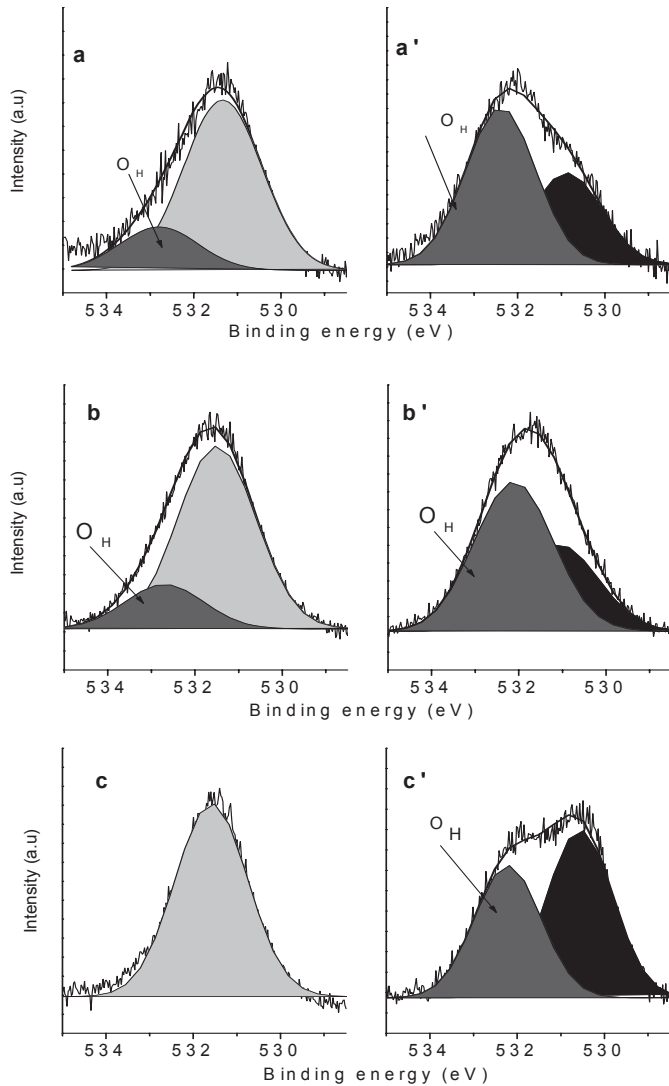 a
Intensity (a.u)
O H
534 532 530
Binding energy (eV)
a'
O H
534 532 530
b
Intensity (a.u)
O H
534 532 530
Binding energy (eV)
b'
O H
534 532 530
c
Intensity (a.u)
534 532 530
Binding energy (eV)
c'
O H
534 532 530